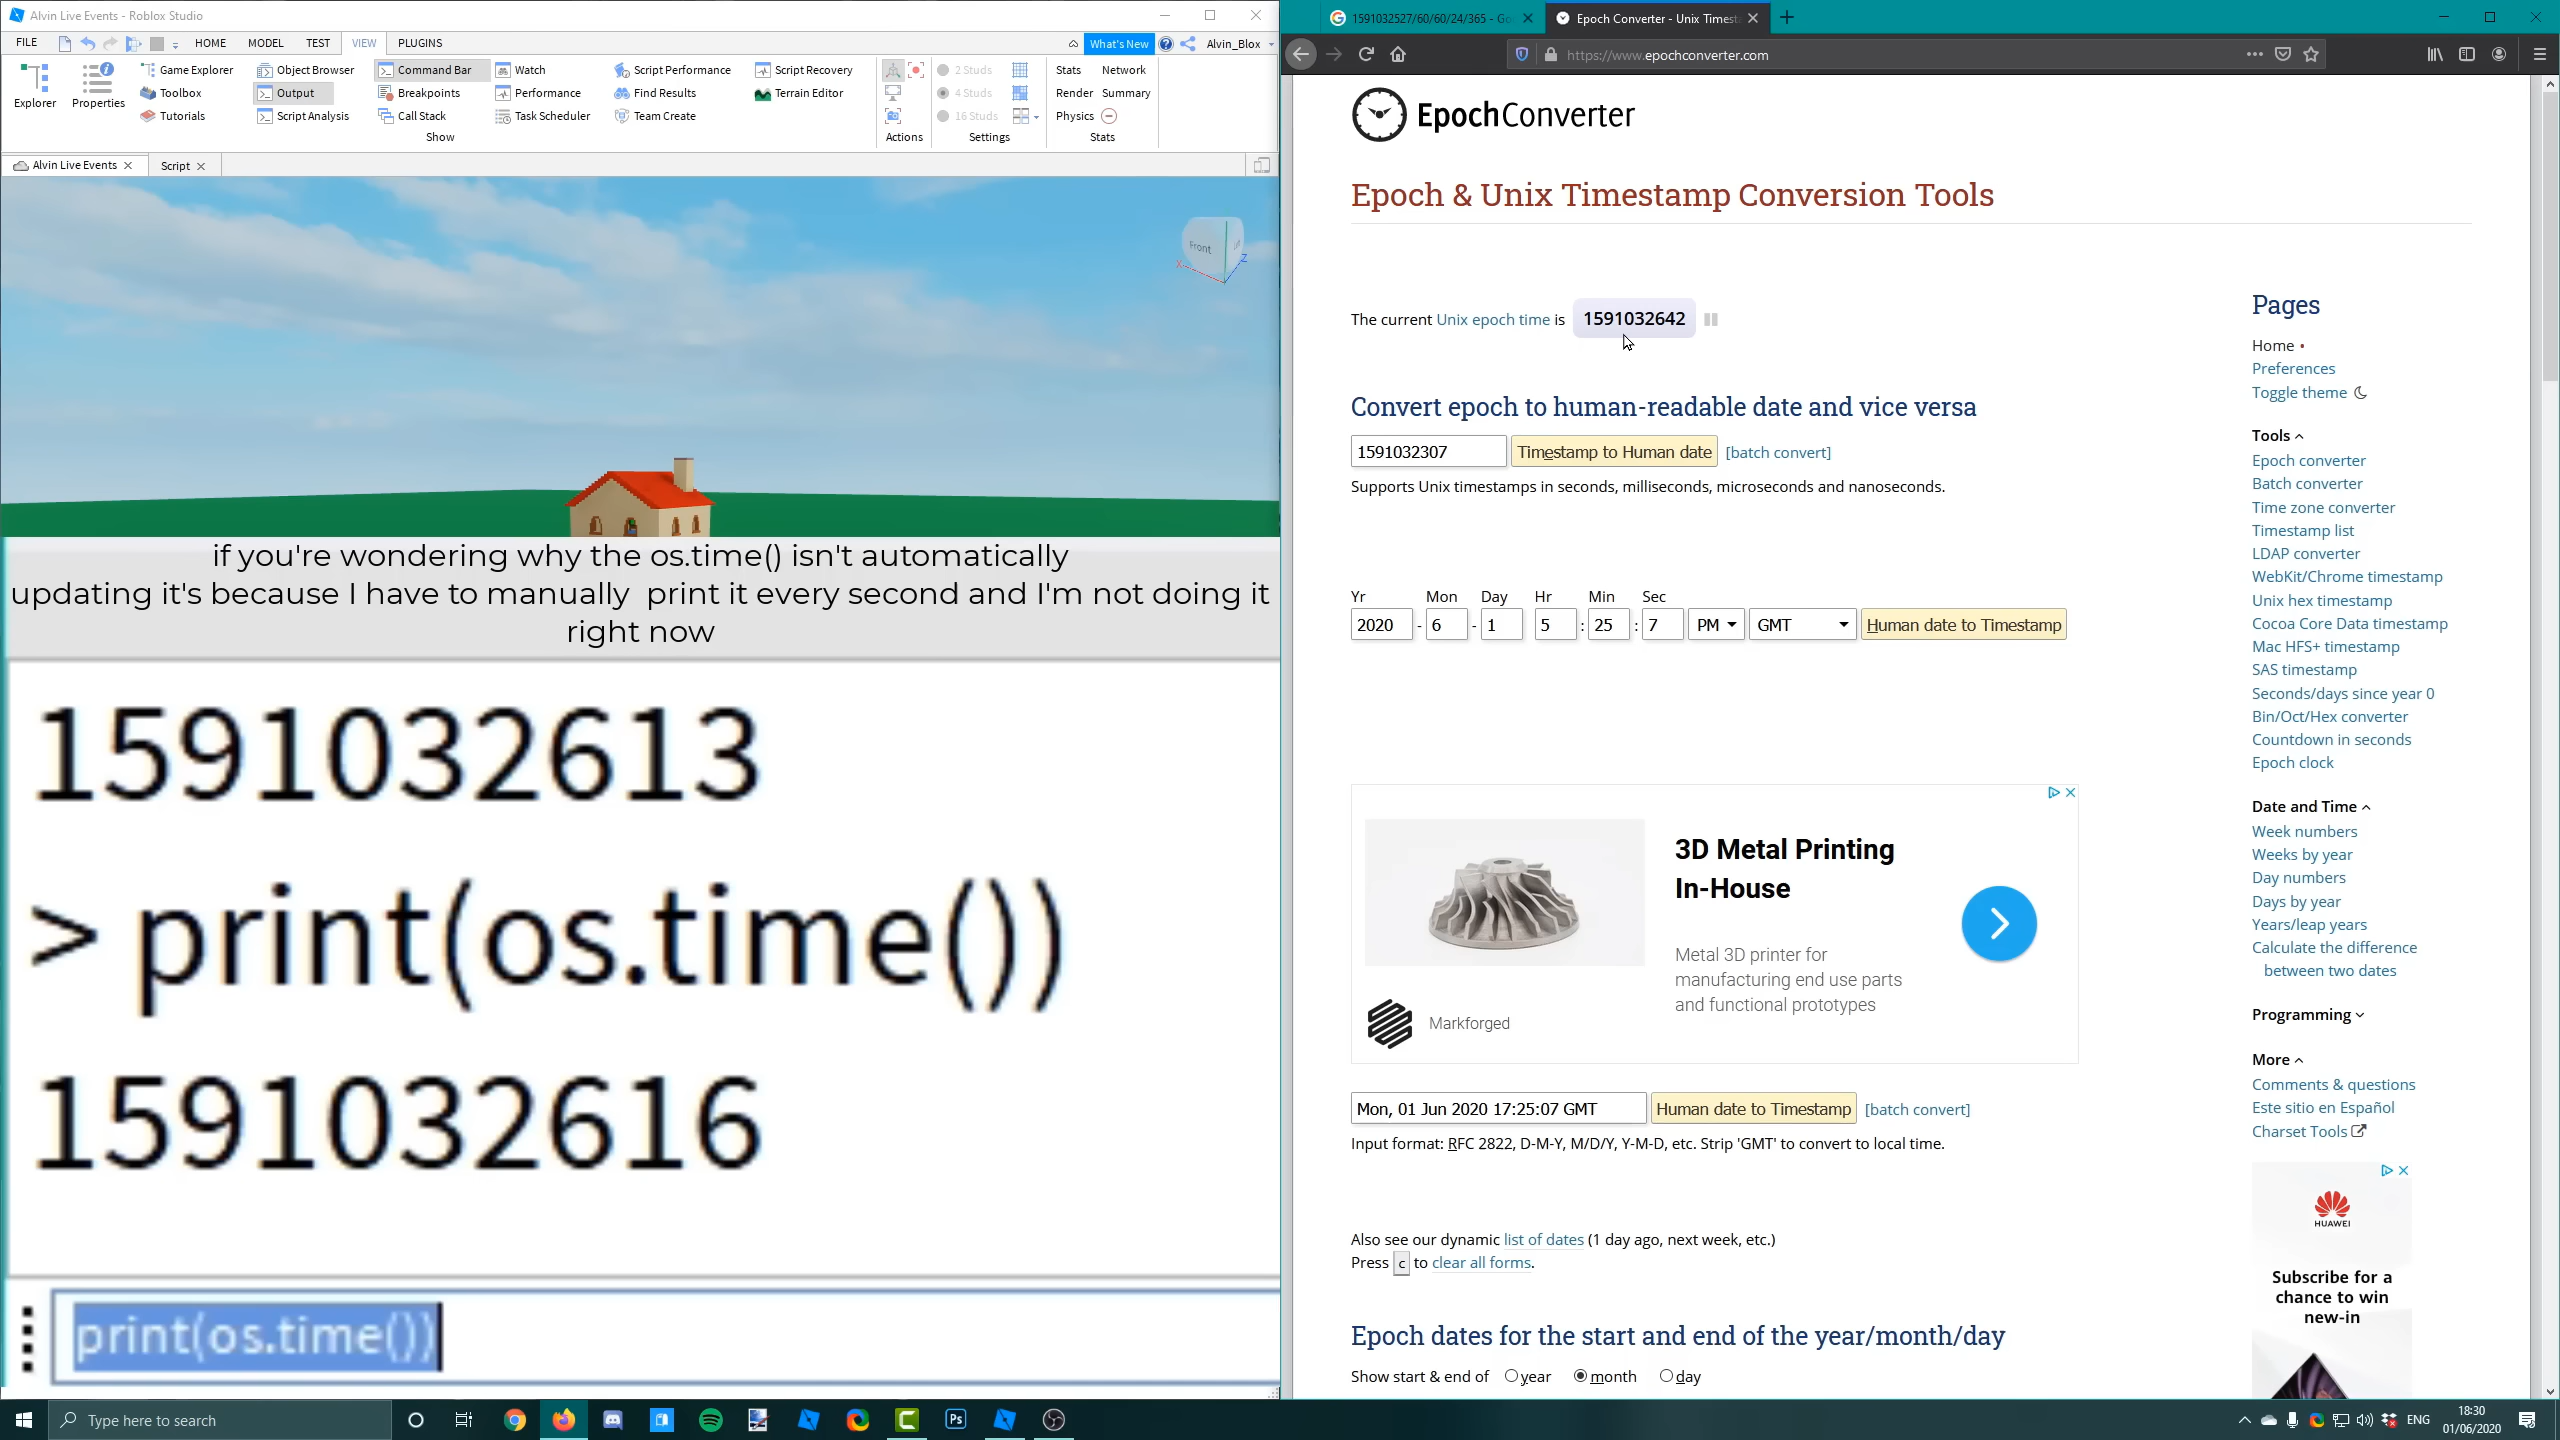 Alvin Live Events - Roblox Studio
FILE HOME MODEL TEST VIEW PLUGINS What's New Alvin_Blox
Explorer
Properties
Game Explorer
Toolbox
Tutorials
Object Browser
Output
Script Analysis
Command Bar
Breakpoints
Call Stack
Watch
Performance
Task Scheduler
Script Performance
Find Results
Team Create
Script Recovery
Terrain Editor
Show
Actions
2 Studs
4 Studs
16 Studs
Settings
Stats Network
Render Summary
Physics
Stats
Alvin Live Events
Script
Front
X
Z
if you're wondering why the os.time() isn't automatically
updating it's because I have to manually print it every second and I'm not doing it
right now
1591032613
> print(os.time())
1591032616
print(os.time())
1591032527/60/60/24/365 - Go
Epoch Converter - Unix Timest
https://www.epochconverter.com
EpochConverter
Epoch & Unix Timestamp Conversion Tools
The current Unix epoch time is 1591032642
Convert epoch to human-readable date and vice versa
1591032307 Timestamp to Human date [batch convert]
Supports Unix timestamps in seconds, milliseconds, microseconds and nanoseconds.
Yr Mon Day Hr Min Sec
2020 - 6 - 1 5 : 25 : 7 PM GMT Human date to Timestamp
3D Metal Printing
In-House
Metal 3D printer for
manufacturing end use parts
and functional prototypes
Markforged
Mon, 01 Jun 2020 17:25:07 GMT Human date to Timestamp [batch convert]
Input format: RFC 2822, D-M-Y, M/D/Y, Y-M-D, etc. Strip 'GMT' to convert to local time.
Also see our dynamic list of dates (1 day ago, next week, etc.)
Press c to clear all forms.
Epoch dates for the start and end of the year/month/day
Show start & end of year month day
Pages
Home •
Preferences
Toggle theme
Tools
Epoch converter
Batch converter
Time zone converter
Timestamp list
LDAP converter
WebKit/Chrome timestamp
Unix hex timestamp
Cocoa Core Data timestamp
Mac HFS+ timestamp
SAS timestamp
Seconds/days since year 0
Bin/Oct/Hex converter
Countdown in seconds
Epoch clock
Date and Time
Week numbers
Weeks by year
Day numbers
Days by year
Years/leap years
Calculate the difference
between two dates
Programming
More
Comments & questions
Este sitio en Español
Charset Tools
HUAWEI
Subscribe for a
chance to win
new-in
Type here to search
Ps
ENG
18:30
01/06/2020